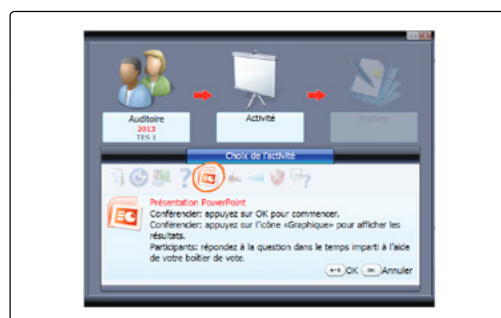 Auditoire
2013
TES 1
Activité
Matière
Choix de l'activité
Présentation PowerPoint
Conférencier: appuyez sur OK pour commencer.
Conférencier: appuyez sur l'icône «Graphique» pour afficher les
résultats.
Participants: répondez à la question dans le temps imparti à l'aide
de votre boîtier de vote.
OK Annuler